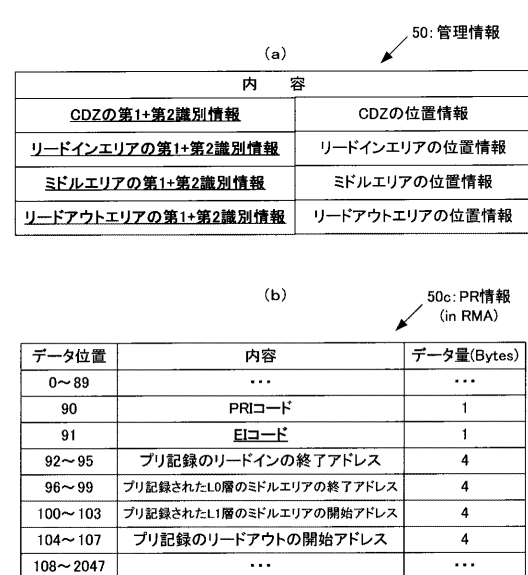 50:管理情報
(a)
内 容
CDZの第1+第2識別情報 CDZの位置情報
リードインエリアの第1+第2識別情報 リードインエリアの位置情報
ミドルエリアの第1+第2識別情報 ミドルエリアの位置情報
リードアウトエリアの第1+第2識別情報 リードアウトエリアの位置情報
(b)
50c:PR情報
(in RMA)
データ位置 内容 データ量(Bytes)
0~89 ··· ···
90 PRIコード 1
91 EIコード 1
92~95 プリ記録のリードインの終了アドレス 4
96~99 プリ記録されたL0層のミドルエリアの終了アドレス 4
100~103 プリ記録されたL1層のミドルエリアの開始アドレス 4
104~107 プリ記録のリードアウトの開始アドレス 4
108~2047 ··· ···